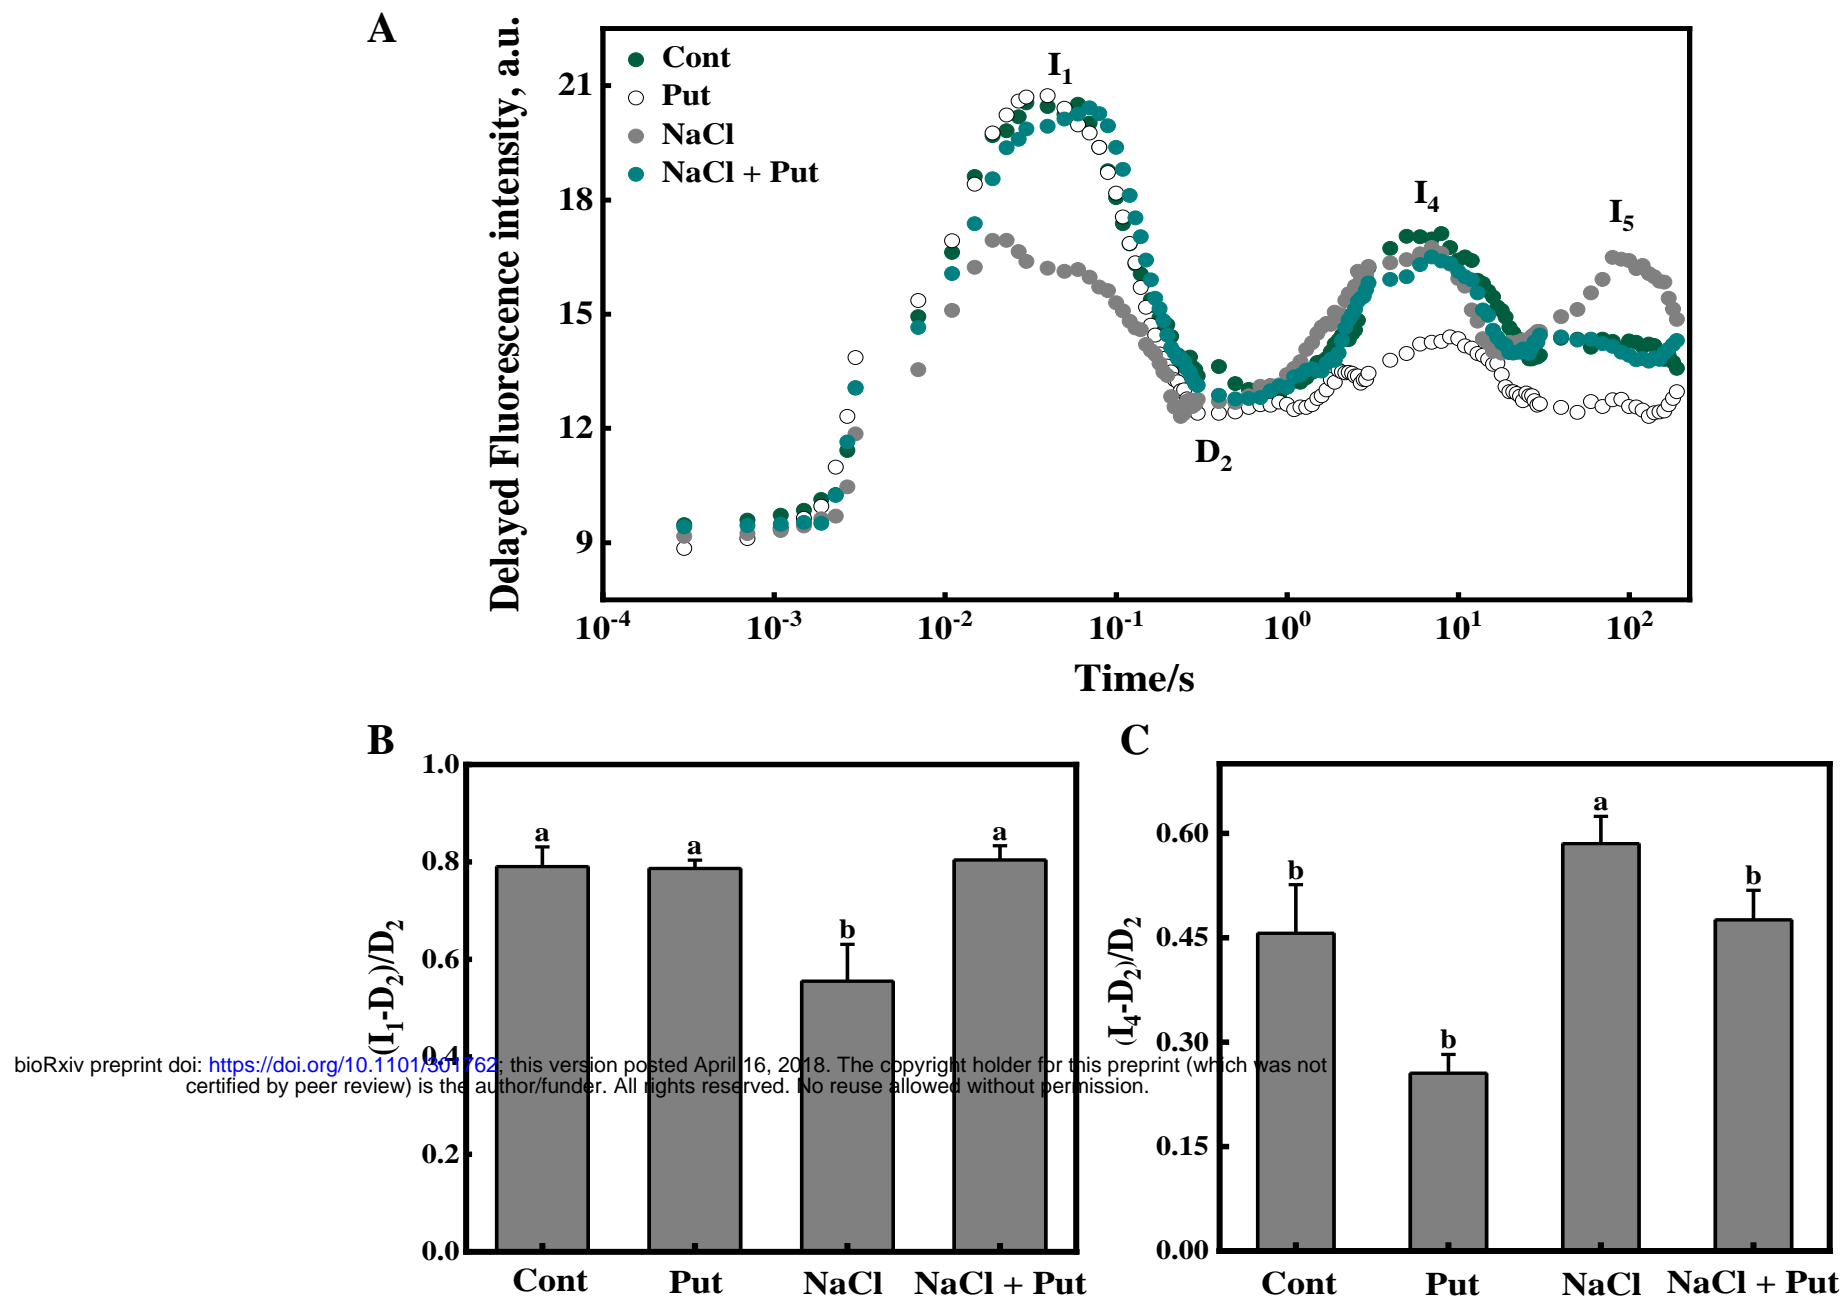 A
Delayed Fluorescence intensity, a.u.
Cont
Put
NaCl
NaCl + Put
I₁
D₂
I₄
I₅
21
18
15
12
9
10⁻⁴ 10⁻³ 10⁻² 10⁻¹ 10⁰ 10¹ 10²
Time/s
B
(I₁-D₂)/D₂
1.0
0.8
0.6
0.4
0.2
0.0
a a b a
Cont Put NaCl NaCl + Put
C
(I₄-D₂)/D₂
0.60
0.45
0.30
0.15
0.00
b b a b
Cont Put NaCl NaCl + Put
bioRxiv preprint doi: https://doi.org/10.1101/301762; this version posted April 16, 2018. The copyright holder for this preprint (which was not
certified by peer review) is the author/funder. All rights reserved. No reuse allowed without permission.